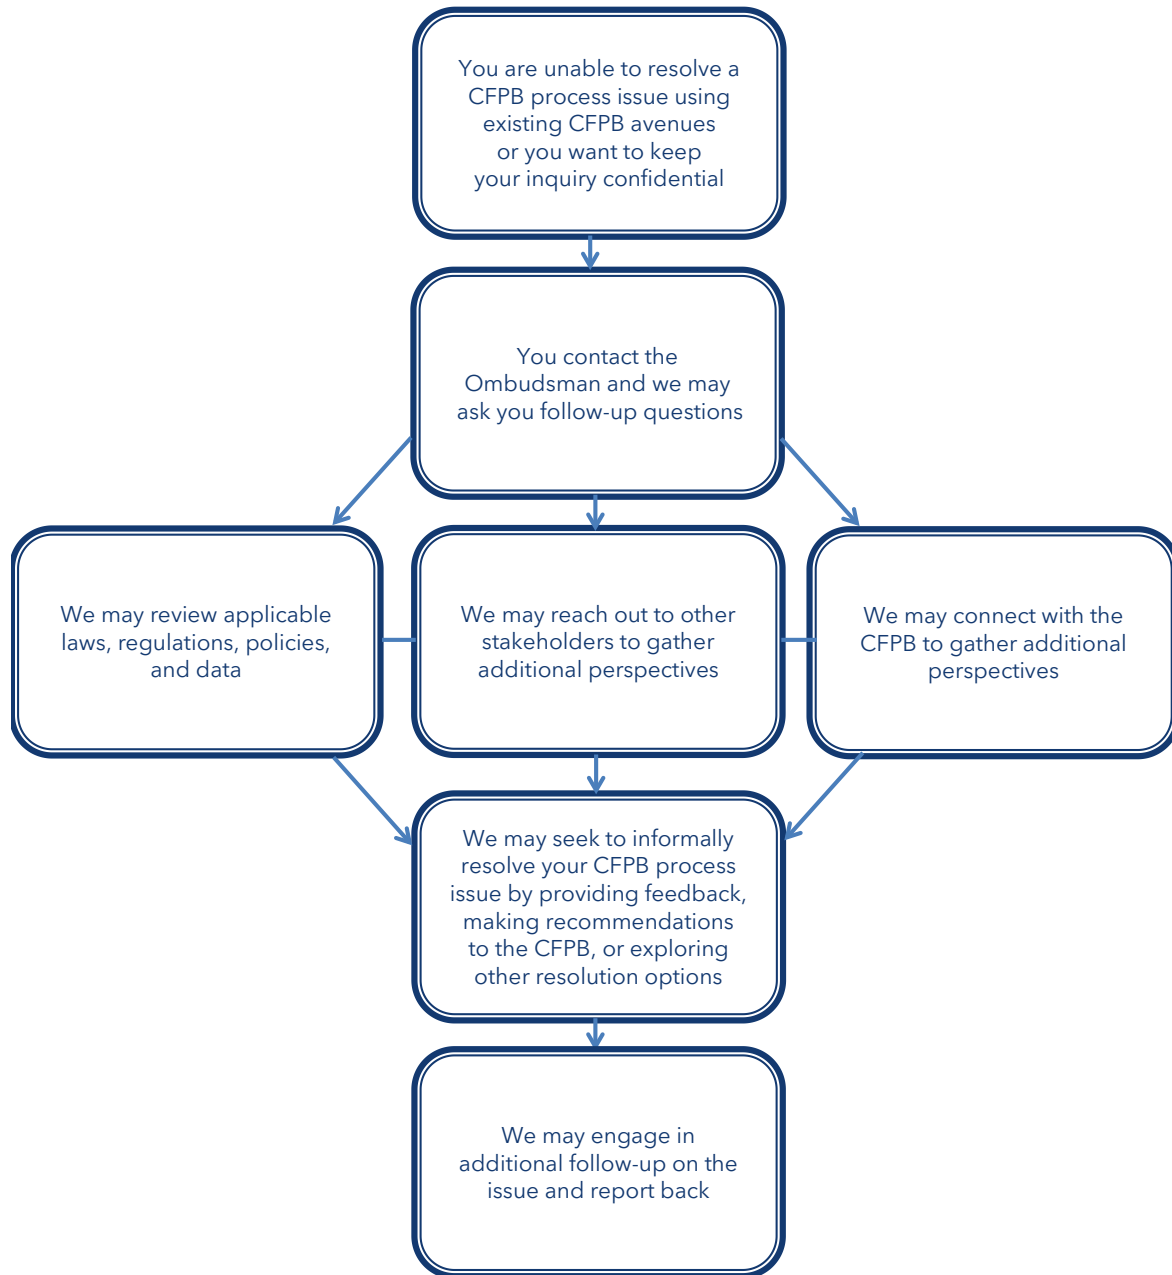 You are unable to resolve a
CFPB process issue using
existing CFPB avenues
or you want to keep
your inquiry confidential
You contact the
Ombudsman and we may
ask you follow-up questions
We may review applicable
laws, regulations, policies,
and data
We may reach out to other
stakeholders to gather
additional perspectives
We may connect with the
CFPB to gather additional
perspectives
We may seek to informally
resolve your CFPB process
issue by providing feedback,
making recommendations
to the CFPB, or exploring
other resolution options
We may engage in
additional follow-up on the
issue and report back